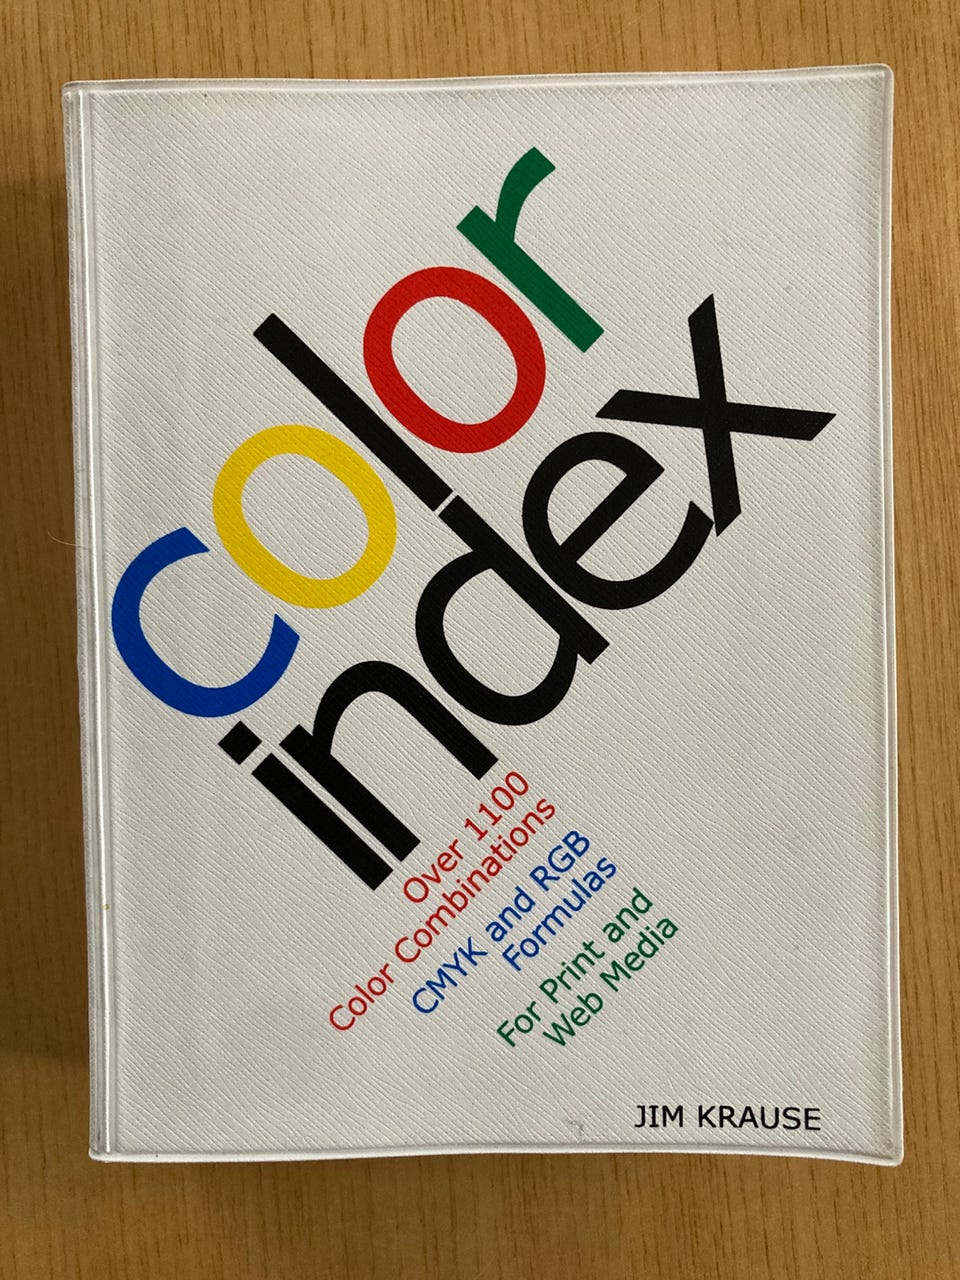 color
index
Over 1100
Color Combinations
CMYK and RGB
Formulas
For Print and
Web Media
JIM KRAUSE